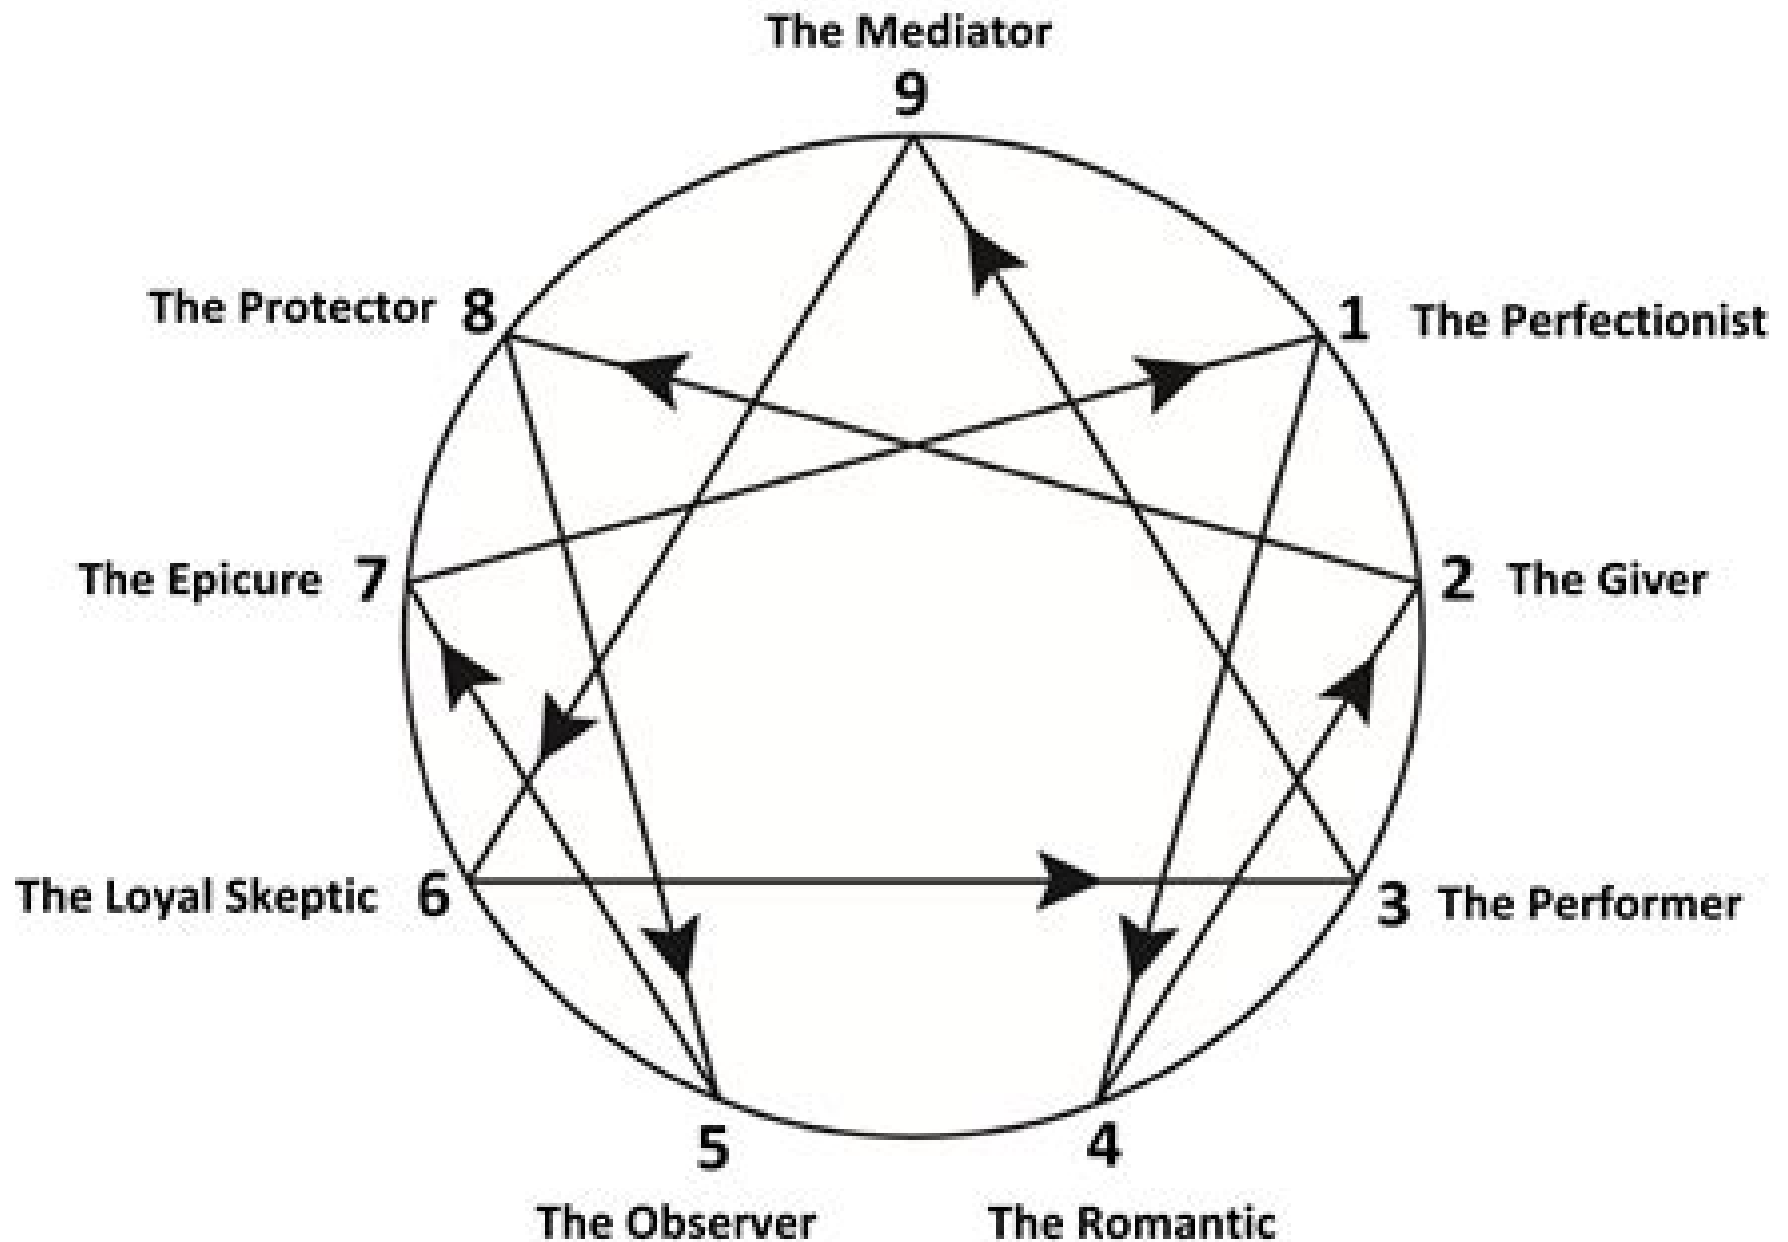 The Mediator
9
The Protector 8
1 The Perfectionist
The Epicure 7
2 The Giver
The Loyal Skeptic 6
3 The Performer
5
4
The Observer
The Romantic